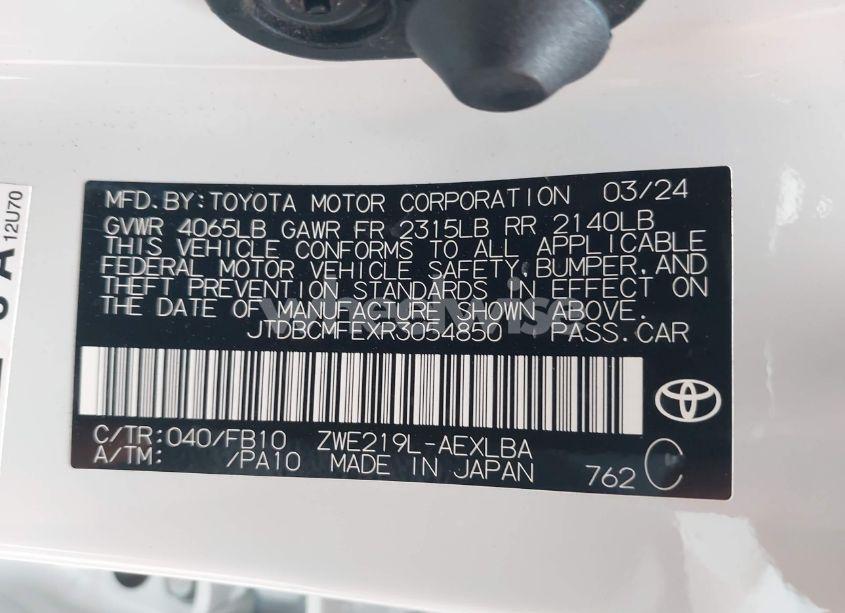 MFD.BY:TOYOTA MOTOR CORPORATION 03/24
GVWR 4065LB GAWR FR 2315LB RR 2140LB
THIS VEHICLE CONFORMS TO ALL APPLICABLE
FEDERAL MOTOR VEHICLE SAFETY,BUMPER,AND
THEFT PREVENTION STANDARDS IN EFFECT ON
THE DATE OF MANUFACTURE SHOWN ABOVE.
JTDBCMFEXR3054850 PASS.CAR
C/TR:040/FB10 ZWE219L-AEXLBA
A/TM: /PA10 MADE IN JAPAN 762 C
12U70